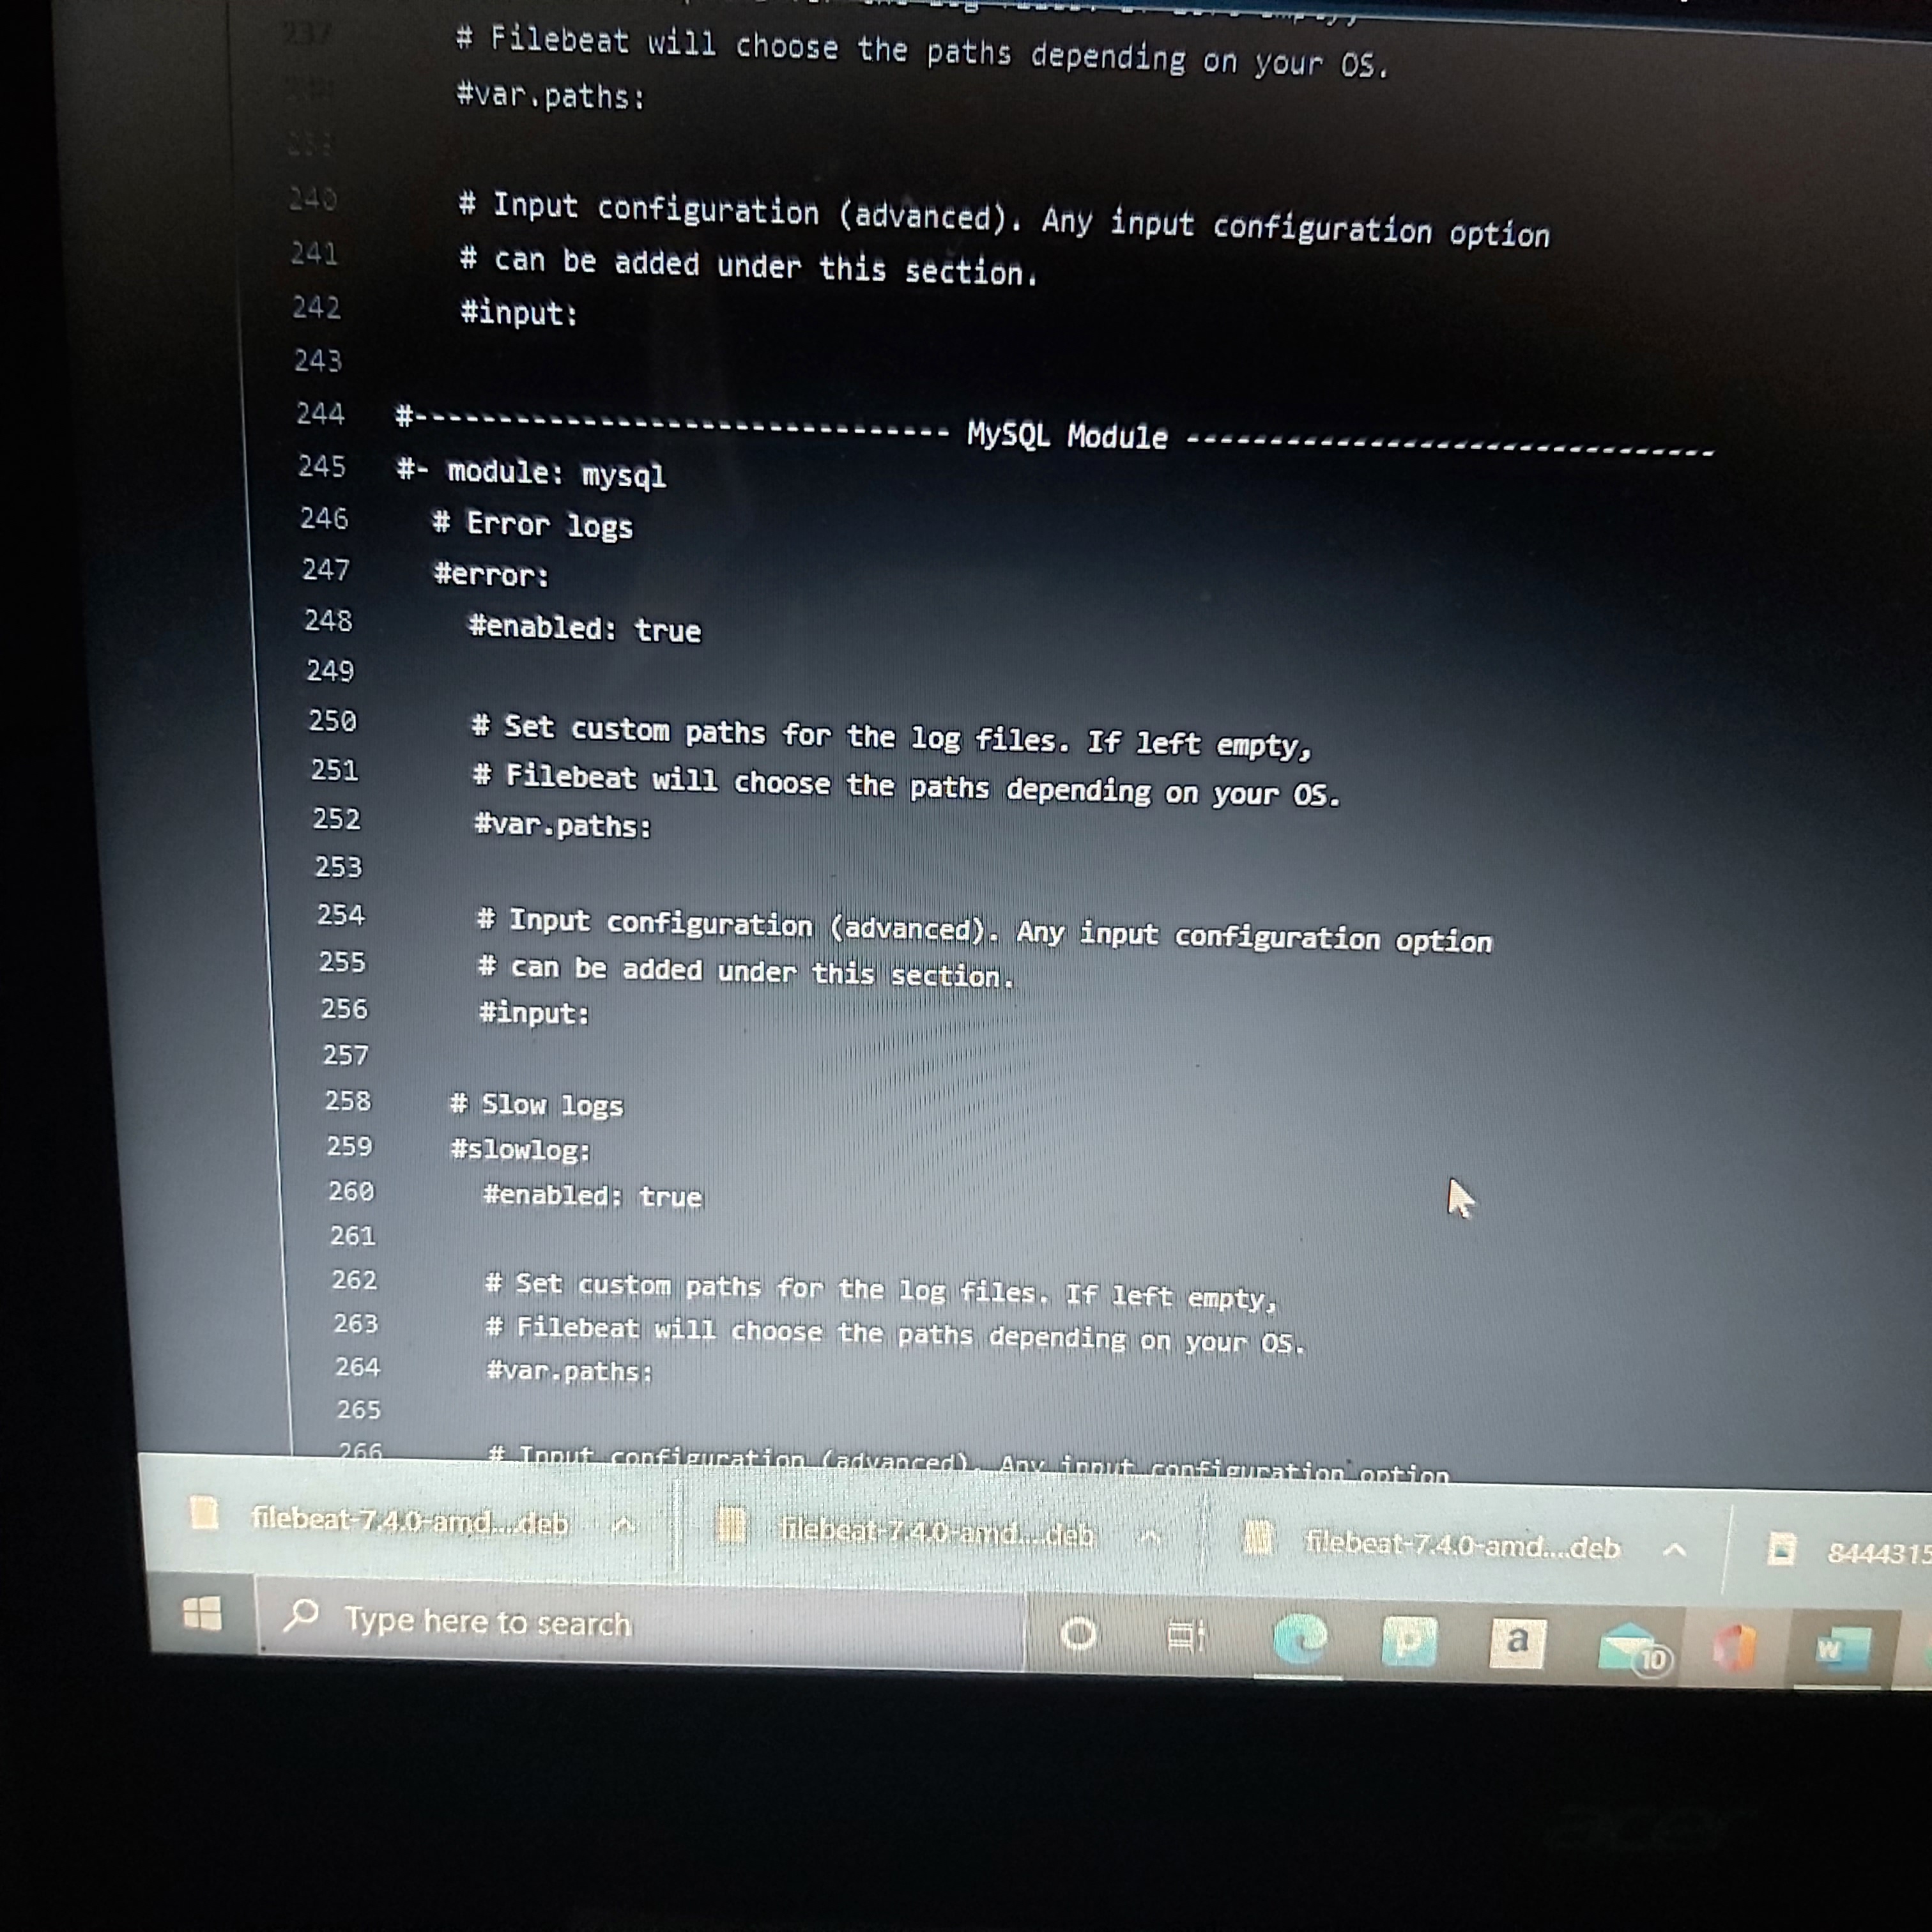 237 # Filebeat will choose the paths depending on your OS.
#var.paths:
239
240 # Input configuration (advanced). Any input configuration option
241 # can be added under this section.
242 #input:
243
244 #------------------------------- MySQL Module -------------------------------
245 #- module: mysql
246 # Error logs
247 #error:
248 #enabled: true
249
250 # Set custom paths for the log files. If left empty,
251 # Filebeat will choose the paths depending on your OS.
252 #var.paths:
253
254 # Input configuration (advanced). Any input configuration option
255 # can be added under this section.
256 #input:
257
258 # Slow logs
259 #slowlog:
260 #enabled: true
261
262 # Set custom paths for the log files. If left empty,
263 # Filebeat will choose the paths depending on your OS.
264 #var.paths:
265
266 # Input configuration (advanced). Any input configuration option
filebeat-7.4.0-amd....deb filebeat-7.4.0-amd....deb filebeat-7.4.0-amd....deb 8444315
Type here to search a 10 W
acer